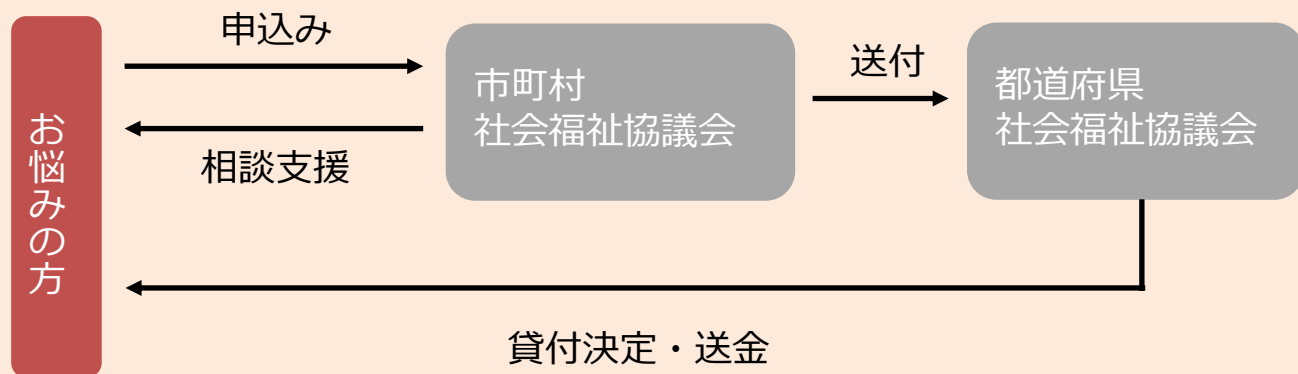 お悩みの方
申込み
相談支援
市町村
社会福祉協議会
送付
都道府県
社会福祉協議会
貸付決定・送金